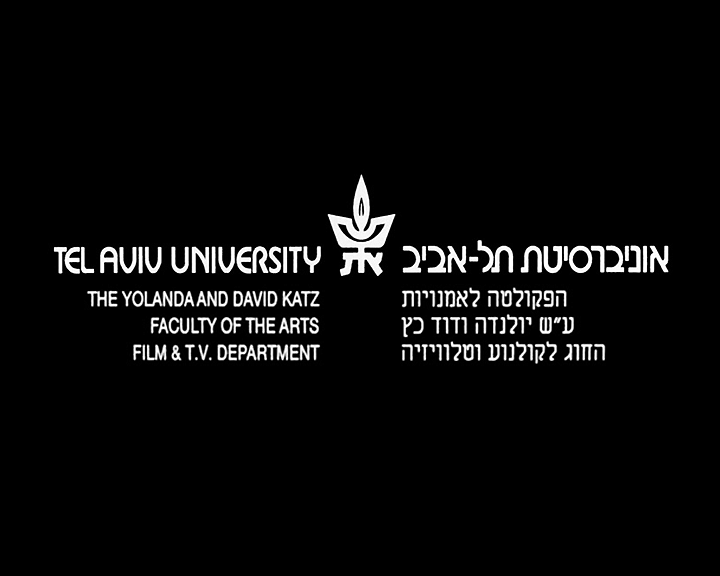 TEL AVIV UNIVERSITY
THE YOLANDA AND DAVID KATZ
FACULTY OF THE ARTS
FILM & T.V. DEPARTMENT
את
אוניברסיטת תל-אביב
הפקולטה לאמנויות
ע״ש יולנדה ודוד כץ
החוג לקולנוע וטלוויזיה